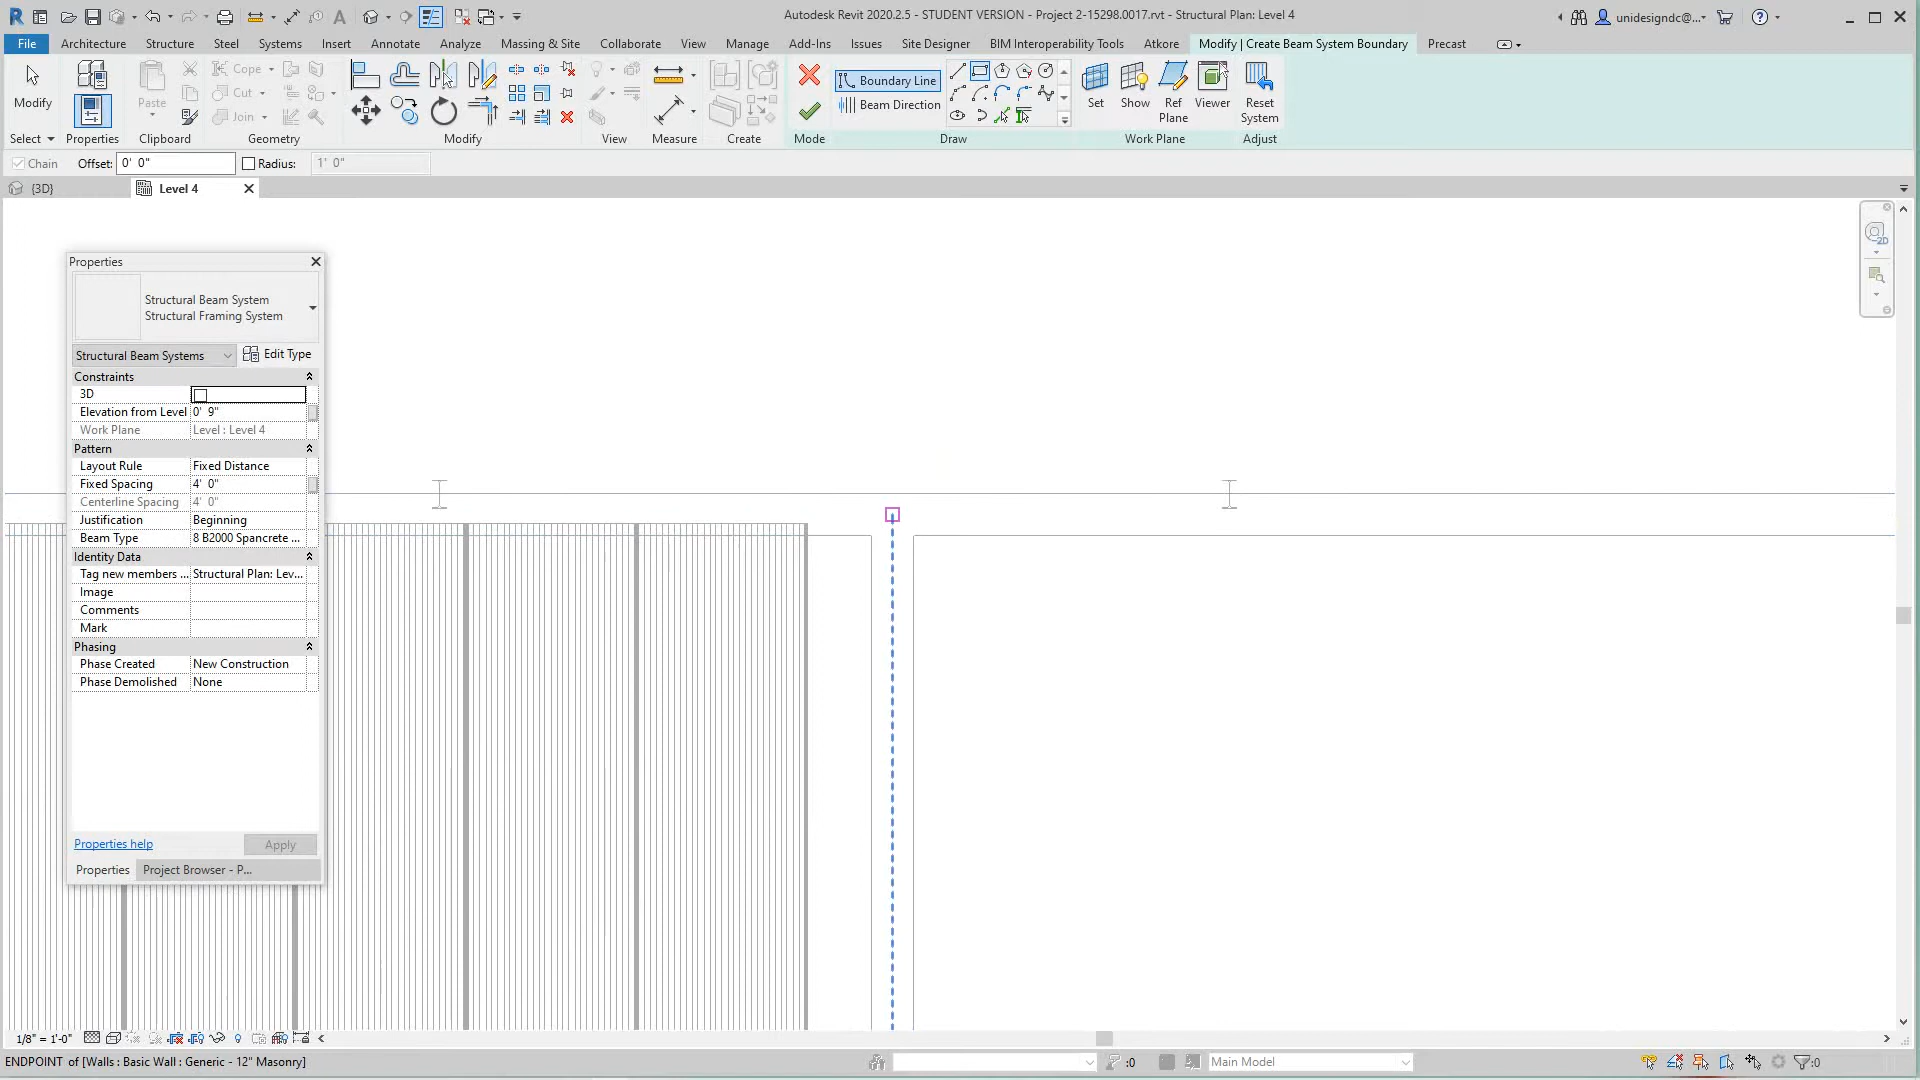 Autodesk Revit 2020.2.5 - STUDENT VERSION - Project 2-15298.0017.rvt - Structural Plan: Level 4
unidesigndc@...
File Architecture Structure Steel Systems Insert Annotate Analyze Massing & Site Collaborate View Manage Add-Ins Issues Site Designer BIM Interoperability Tools Atkore Modify | Create Beam System Boundary Precast
Modify
Paste
Cope
Cut
Join
Boundary Line
Beam Direction
Set
Show
Ref Plane
Viewer
Reset System
Select Properties Clipboard Geometry Modify View Measure Create Mode Draw Work Plane Adjust
Chain Offset: 0' 0" Radius: 1' 0"
{3D} Level 4
2D
Properties
Structural Beam System
Structural Framing System
Structural Beam Systems Edit Type
Constraints
3D
Elevation from Level 0' 9"
Work Plane Level : Level 4
Pattern
Layout Rule Fixed Distance
Fixed Spacing 4' 0"
Centerline Spacing 4' 0"
Justification Beginning
Beam Type 8 B2000 Spancrete ...
Identity Data
Tag new members ... Structural Plan: Lev...
Image
Comments
Mark
Phasing
Phase Created New Construction
Phase Demolished None
Properties help Apply
Properties Project Browser - P...
1/8" = 1'-0"
ENDPOINT of [Walls : Basic Wall : Generic - 12" Masonry]
:0 Main Model :0